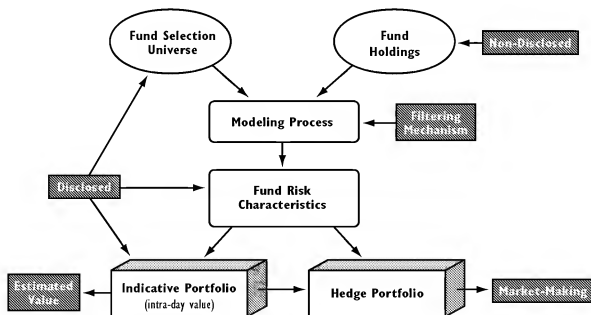 Fund Selection
Universe
Fund
Holdings
Non-Disclosed
Modeling Process
Filtering
Mechanism
Disclosed
Fund Risk
Characteristics
Estimated
Value
Indicative Portfolio
(intra-day value)
Hedge Portfolio
Market-Making